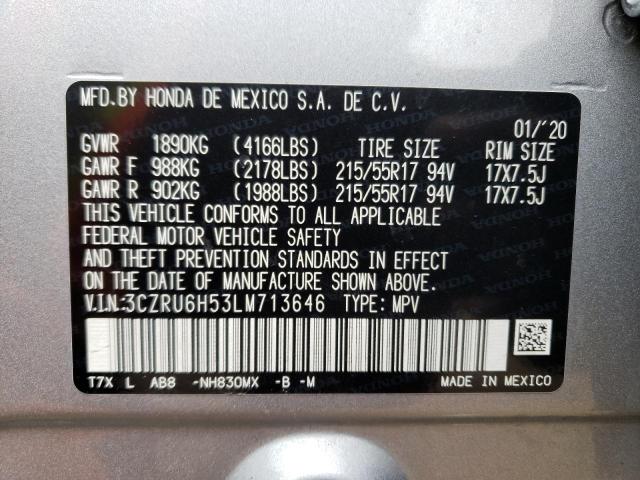 MFD.BY HONDA DE MEXICO S.A. DE C.V.
01/'20
GVWR 1890KG (4166LBS) TIRE SIZE RIM SIZE
GAWR F 988KG (2178LBS) 215/55R17 94V 17X7.5J
GAWR R 902KG (1988LBS) 215/55R17 94V 17X7.5J
THIS VEHICLE CONFORMS TO ALL APPLICABLE
FEDERAL MOTOR VEHICLE SAFETY
AND THEFT PREVENTION STANDARDS IN EFFECT
ON THE DATE OF MANUFACTURE SHOWN ABOVE.
V.I.N:3CZRU6H53LM713646 TYPE: MPV
T7X L AB8 -NH830MX -B -M
MADE IN MEXICO